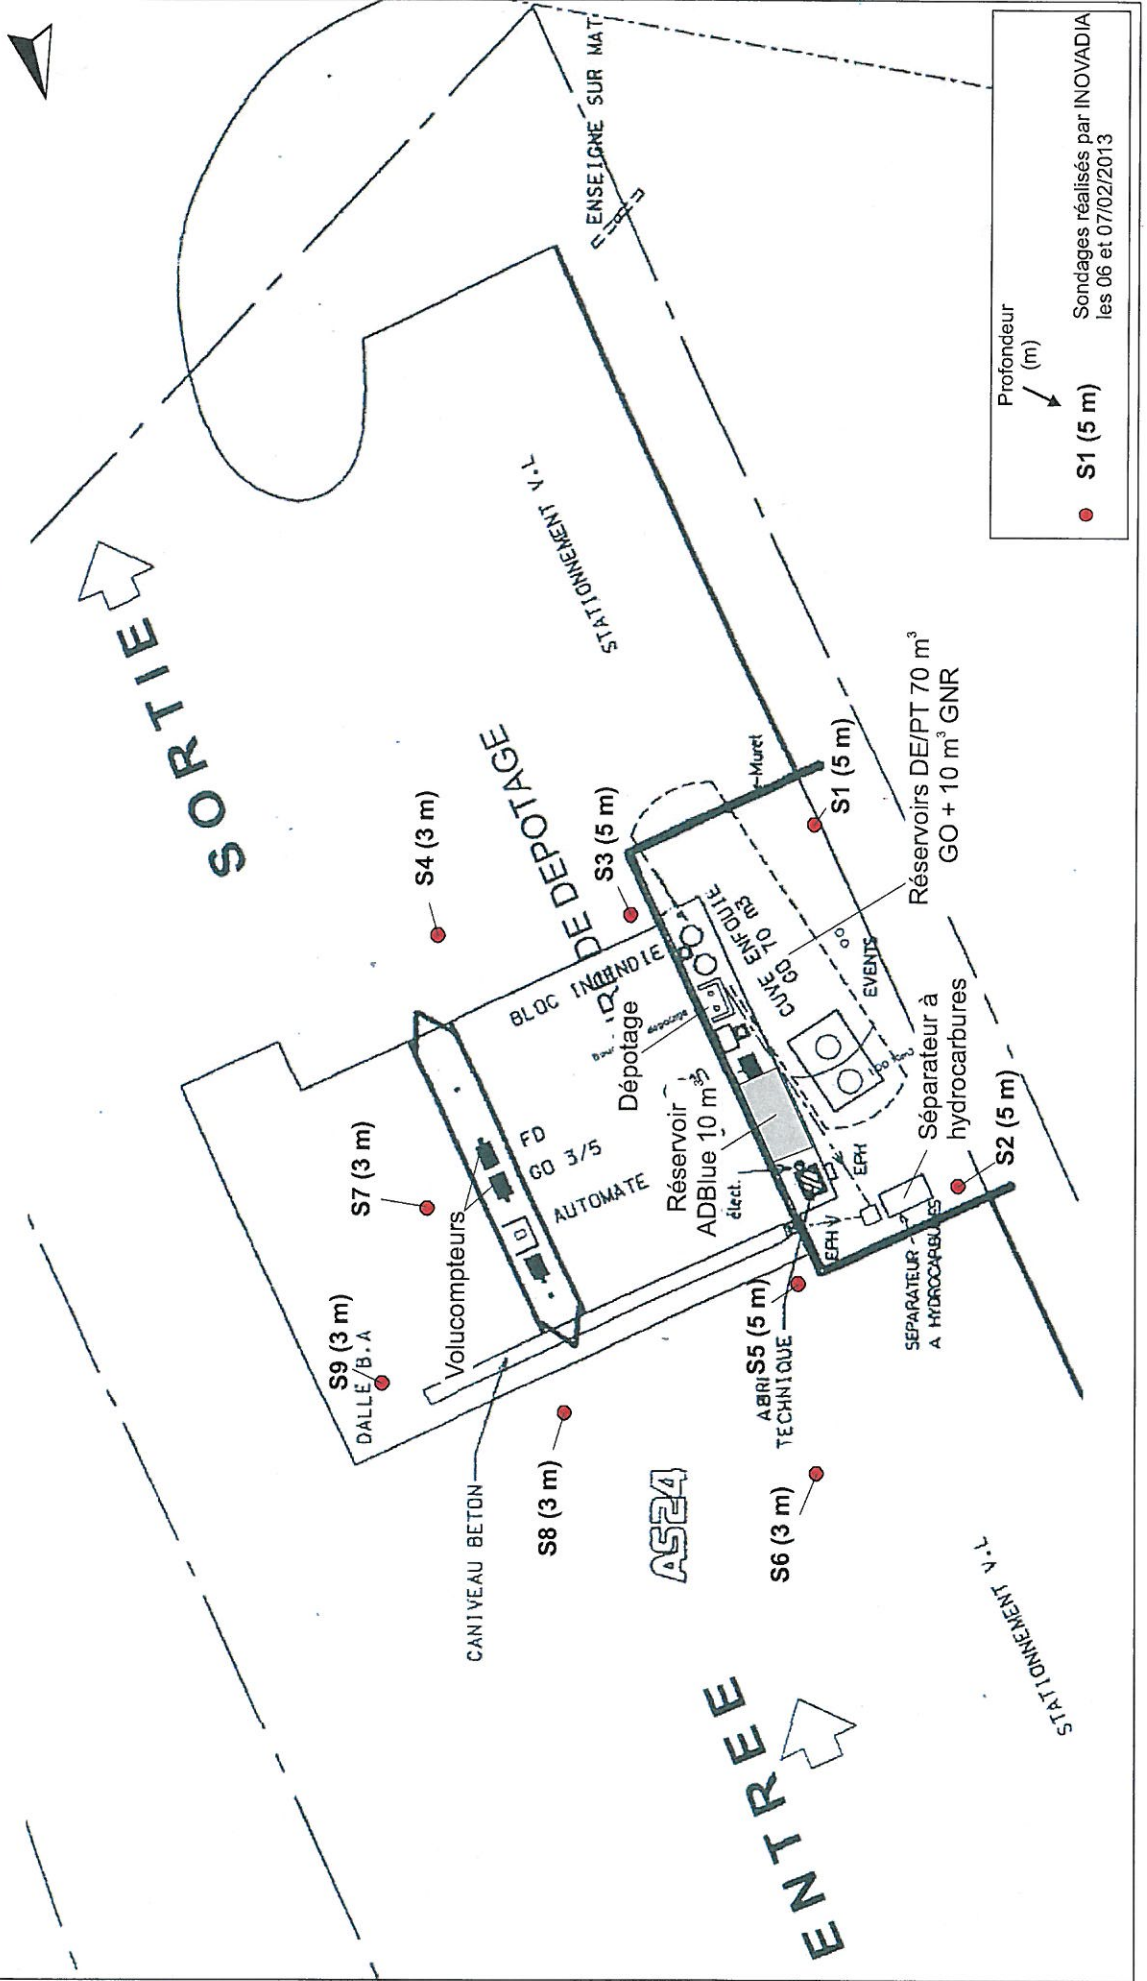 SORTIE
ENTREE
ENSEIGNE SUR MAT
STATIONNEMENT V.L
S4 (3 m)
DE DEPOTAGE
S3 (5 m)
Muret
S1 (5 m)
Réservoirs DE/PT 70 m³
GO + 10 m³ GNR
BLOC INCENDIE
CUVE ENFOUIE
GO 70 m3
EVENTS
Dépotage
dépotage
S7 (3 m)
FD
GO 3/5
AUTOMATE
Volucompteurs
Réservoir
ADBlue 10 m³
élect.
EPH
EPH
Séparateur à
hydrocarbures
S2 (5 m)
SEPARATEUR
A HYDROCARBURES
S9 (3 m)
DALLE B.A
S5 (5 m)
ABRI
TECHNIQUE
CANIVEAU BETON
S8 (3 m)
AS24
S6 (3 m)
STATIONNEMENT V.L
Profondeur
(m)
S1 (5 m)
Sondages réalisés par INOVADIA
les 06 et 07/02/2013